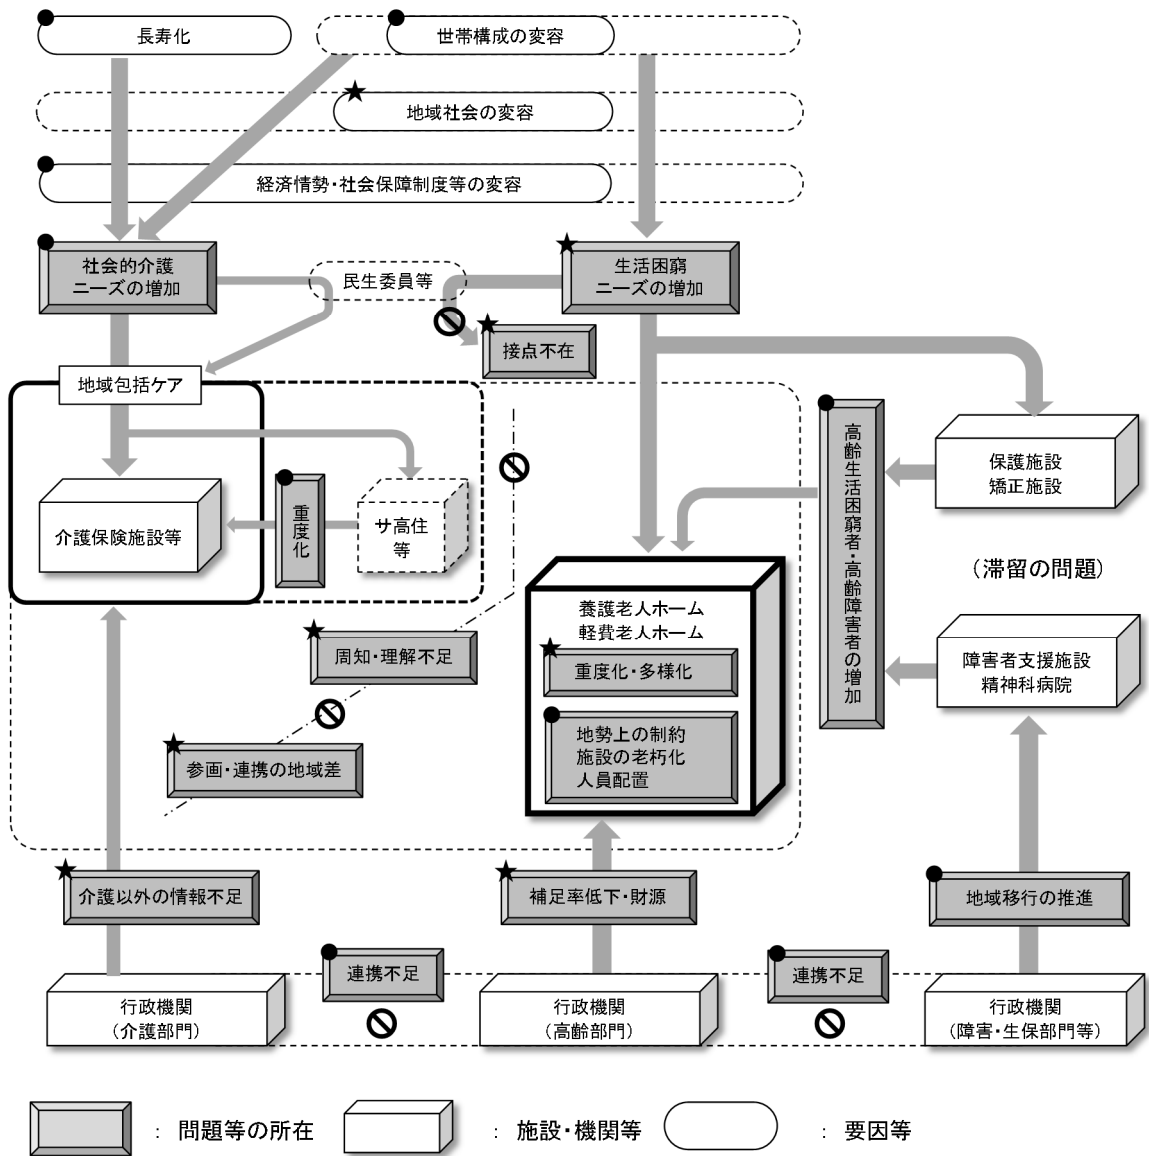 長寿化
世帯構成の変容
地域社会の変容
経済情勢・社会保障制度等の変容
社会的介護
ニーズの増加
民生委員等
生活困窮
ニーズの増加
接点不在
地域包括ケア
介護保険施設等
重度化
サ高住
等
高齢生活困窮者・高齢障害者の増加
保護施設
矯正施設
(滞留の問題)
養護老人ホーム
軽費老人ホーム
重度化・多様化
地勢上の制約
施設の老朽化
人員配置
周知・理解不足
参画・連携の地域差
障害者支援施設
精神科病院
介護以外の情報不足
補足率低下・財源
地域移行の推進
連携不足
連携不足
行政機関
(介護部門)
行政機関
(高齢部門)
行政機関
(障害・生保部門等)
: 問題等の所在
: 施設・機関等
: 要因等